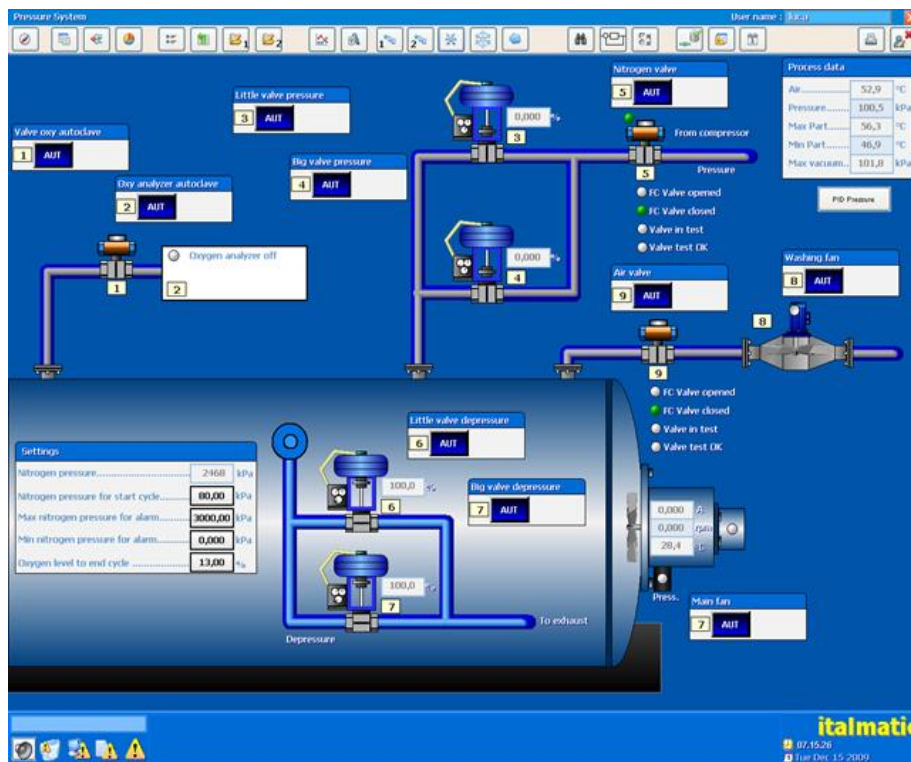 Pressure System
User name : luca
Little valve pressure
3 AUT
Valve oxy autoclave
1 AUT
Big valve pressure
4 AUT
Oxy analyzer autoclave
2 AUT
0,000 %
3
0,000 %
4
Nitrogen valve
5 AUT
From compressor
Pressure
5
FC Valve opened
FC Valve closed
Valve in test
Valve test OK
Process data
Air 52,9 °C
Pressure 100,5 kPa
Max Part 56,3 °C
Min Part 46,9 °C
Max vacuum 101,8 kPa
PID Pressure
Oxygen analyzer off
1
2
Air valve
9 AUT
Washing fan
8 AUT
8
9
FC Valve opened
FC Valve closed
Valve in test
Valve test OK
Little valve depressure
6 AUT
Big valve depressure
7 AUT
Settings
Nitrogen pressure 2468 kPa
Nitrogen pressure for start cycle 80,00 kPa
Max nitrogen pressure for alarm 3000,00 kPa
Min nitrogen pressure for alarm 0,000 kPa
Oxygen level to end cycle 13,00 %
100,0 %
6
100,0 %
7
Depressure
To exhaust
0,000 A
0,000 rpm
28,4
Press.
Main fan
7 AUT
italmatic
07.15.26
Tue Dec 15 2009